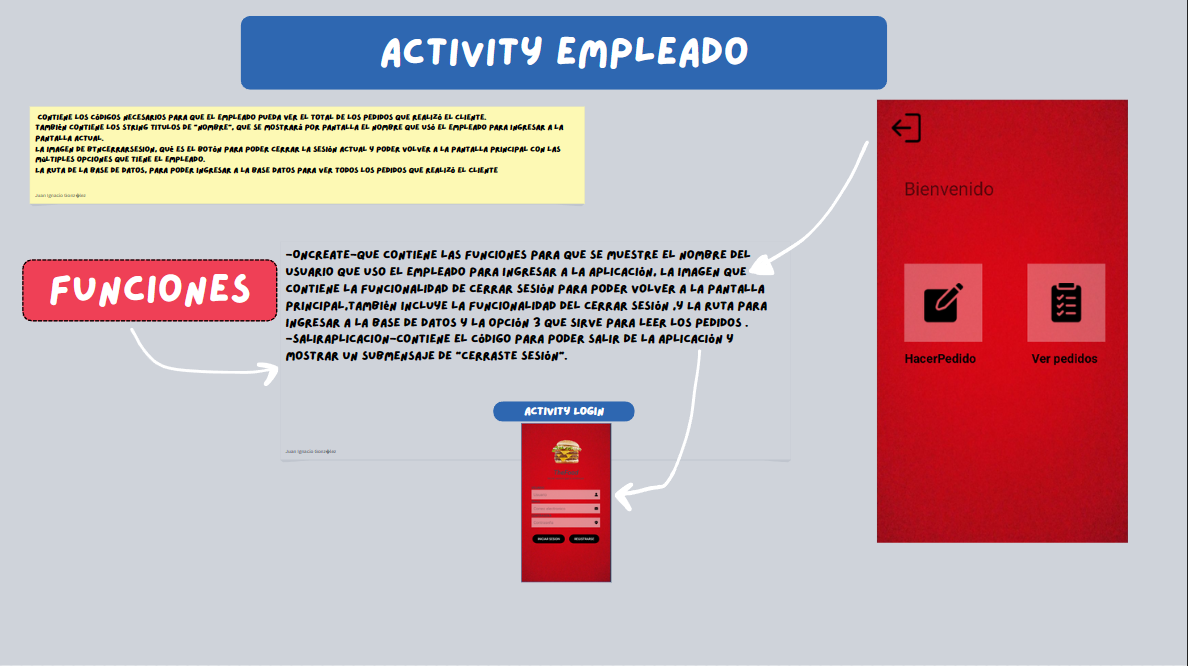 ACTIVITY EMPLEADO
CONTIENE LOS CÓDIGOS NECESARIOS PARA QUE EL EMPLEADO PUEDA VER EL TOTAL DE LOS PEDIDOS QUE REALIZÓ EL CLIENTE.
TAMBIÉN CONTIENE LOS STRING TITULOS DE "NOMBRE", QUE SE MOSTRARÁ POR PANTALLA EL NOMBRE QUE USÓ EL EMPLEADO PARA INGRESAR A LA
PANTALLA ACTUAL.
LA IMAGEN DE BTNCERRARSESION, QUÉ ES EL BOTÓN PARA PODER CERRAR LA SESIÓN ACTUAL Y PODER VOLVER A LA PANTALLA PRINCIPAL CON LAS
MÚLTIPLES OPCIONES QUE TIENE EL EMPLEADO.
LA RUTA DE LA BASE DE DATOS, PARA PODER INGRESAR A LA BASE DATOS PARA VER TODOS LOS PEDIDOS QUE REALIZÓ EL CLIENTE
Juan Ignacio Gonz�lez
Bienvenido
FUNCIONES
-ONCREATE-QUE CONTIENE LAS FUNCIONES PARA QUE SE MUESTRE EL NOMBRE DEL
USUARIO QUE USO EL EMPLEADO PARA INGRESAR A LA APLICACIÓN, LA IMAGEN QUE
CONTIENE LA FUNCIONALIDAD DE CERRAR SESIÓN PARA PODER VOLVER A LA PANTALLA
PRINCIPAL,TAMBIÉN INCLUYE LA FUNCIONALIDAD DEL CERRAR SESIÓN ,Y LA RUTA PARA
INGRESAR A LA BASE DE DATOS Y LA OPCIÓN 3 QUE SIRVE PARA LEER LOS PEDIDOS .
-SALIRAPLICACION-CONTIENE EL CÓDIGO PARA PODER SALIR DE LA APLICACIÓN Y
MOSTRAR UN SUBMENSAJE DE "CERRASTE SESIÓN".
HacerPedido
Ver pedidos
ACTIVITY LOGIN
Juan Ignacio Gonz�lez
INICIAR SESION
REGISTRARSE